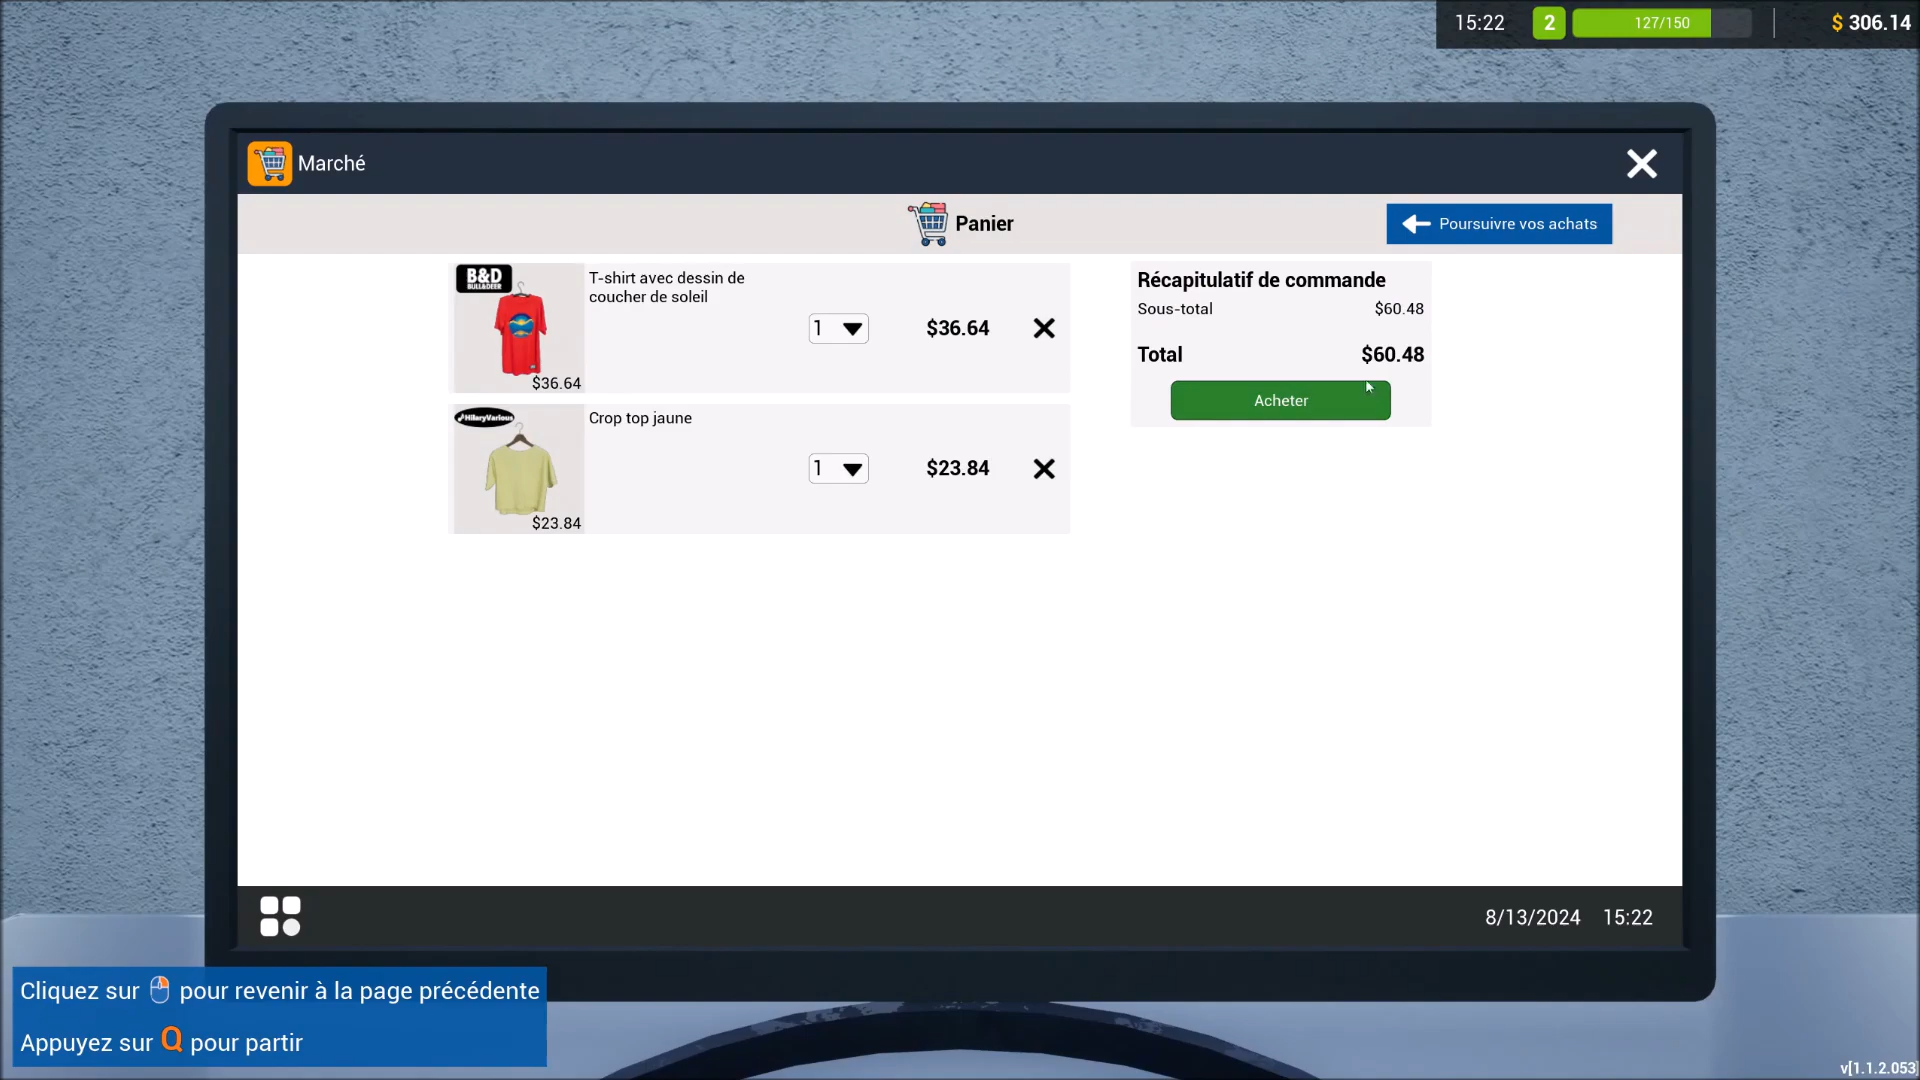 15:22
2
127/150
$ 306.14
Marché
Panier
Poursuivre vos achats
B&D
BULL&DEER
T-shirt avec dessin de
coucher de soleil
1
$36.64
$36.64
HilaryVarious
Crop top jaune
1
$23.84
$23.84
Récapitulatif de commande
Sous-total $60.48
Total $60.48
Acheter
8/13/2024 15:22
Cliquez sur pour revenir à la page précédente
Appuyez sur Q pour partir
v[1.1.2.053]